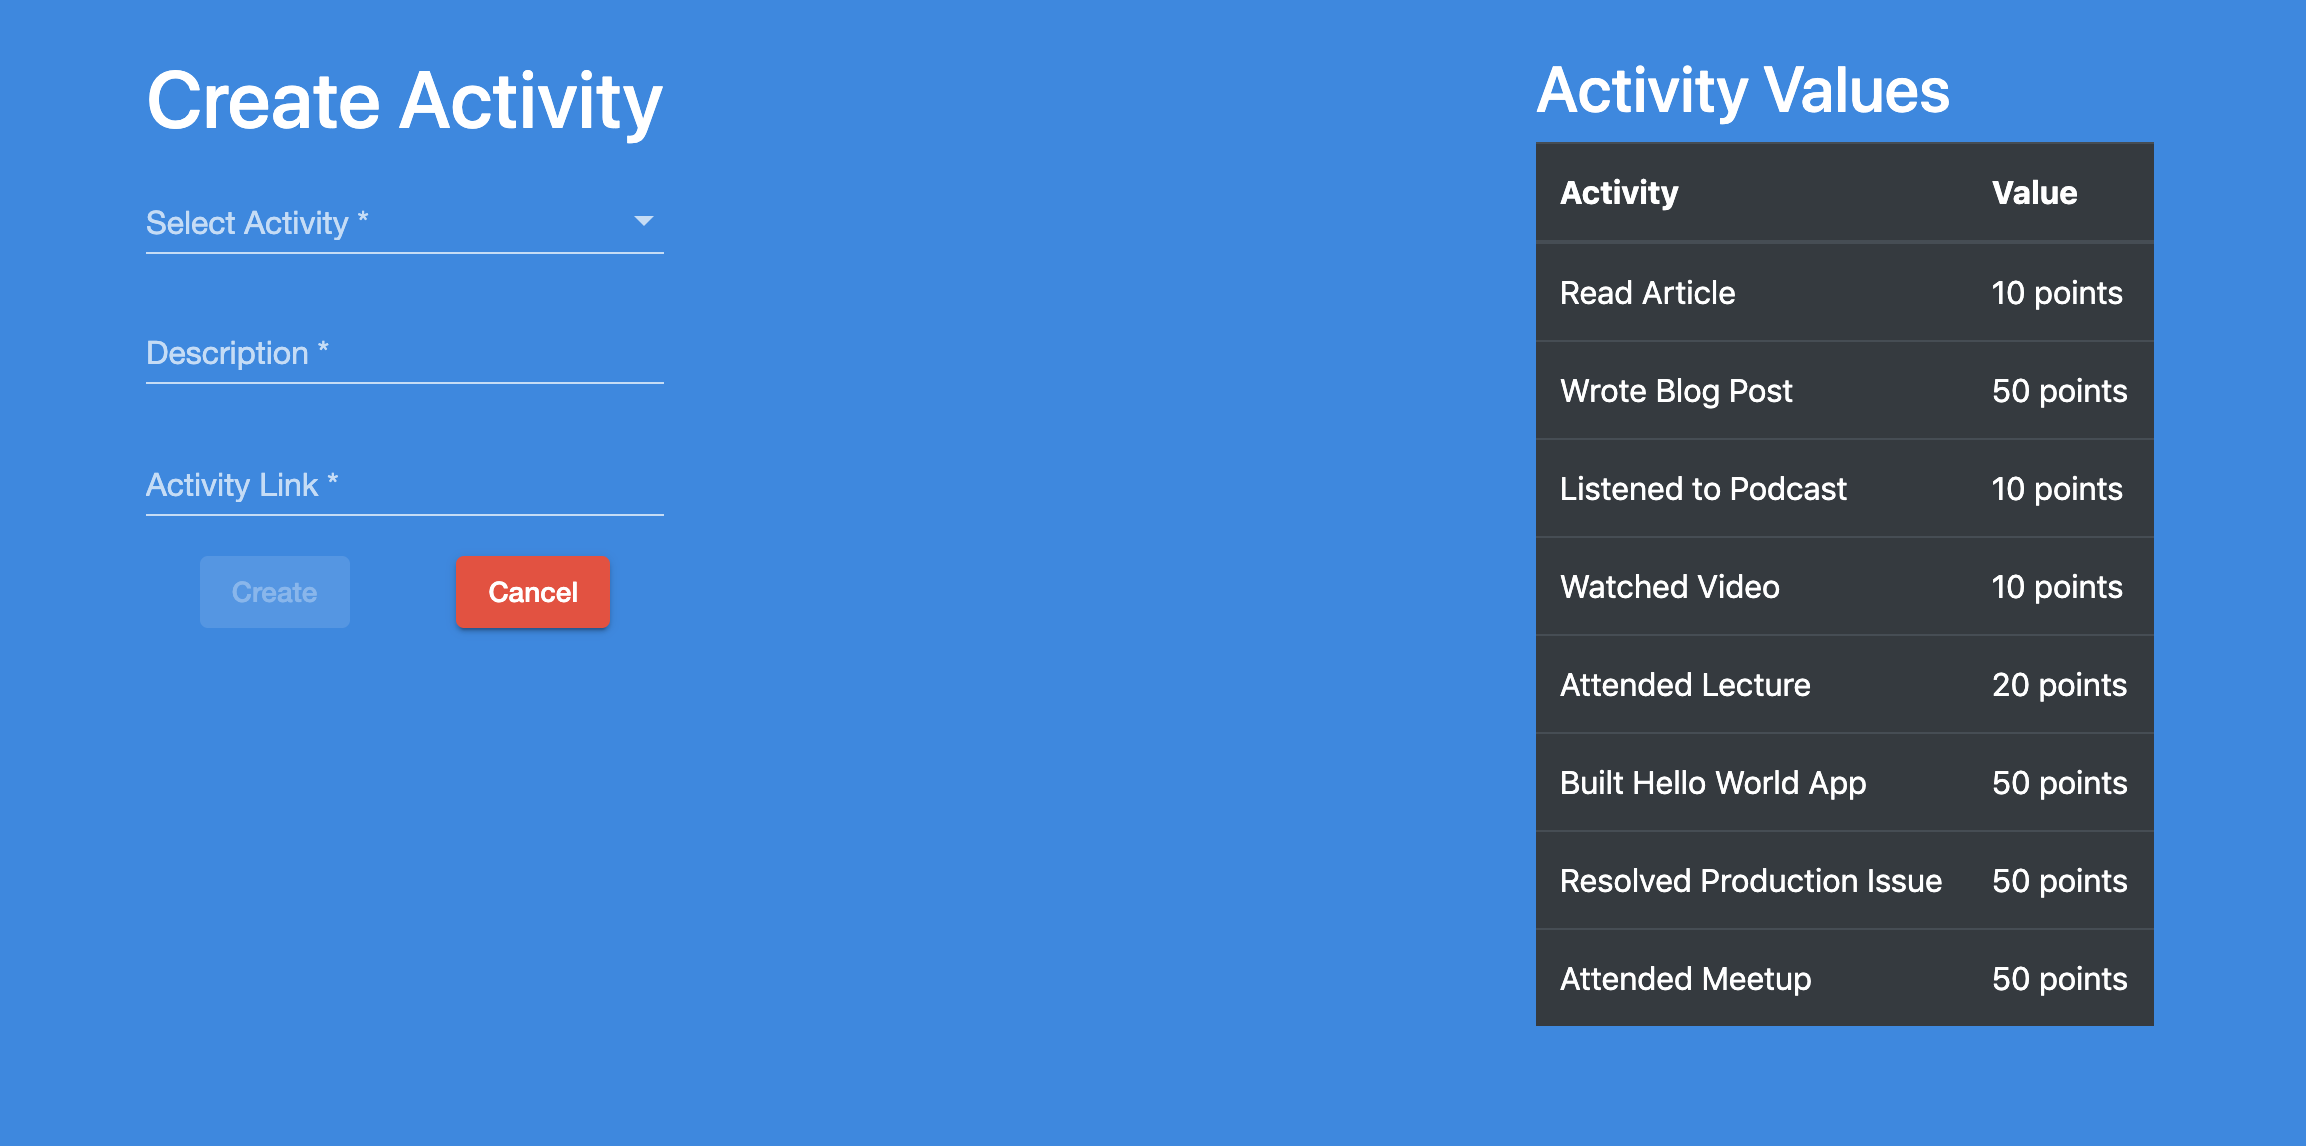 Create Activity
Select Activity *
Description *
Activity Link *
Create Cancel
Activity Values
Activity Value
Read Article 10 points
Wrote Blog Post 50 points
Listened to Podcast 10 points
Watched Video 10 points
Attended Lecture 20 points
Built Hello World App 50 points
Resolved Production Issue 50 points
Attended Meetup 50 points